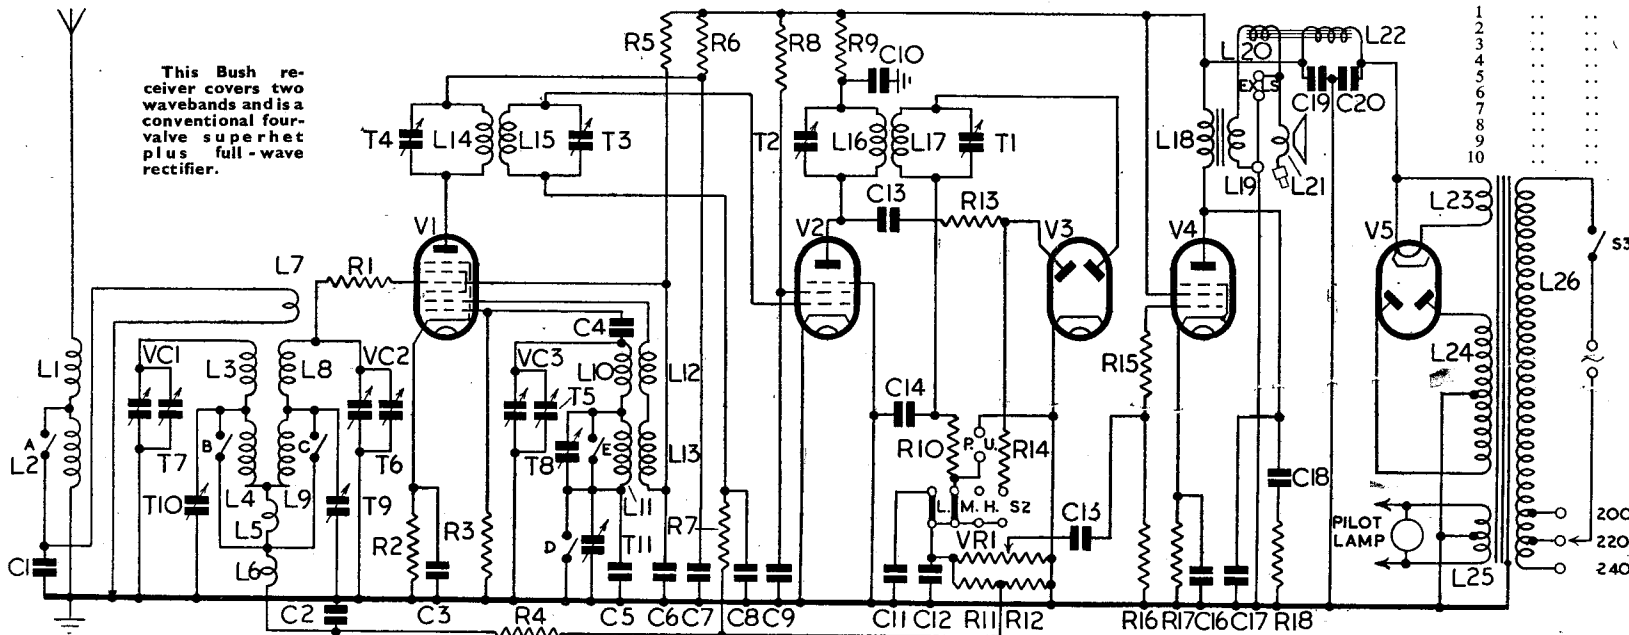 This Bush re-
ceiver covers two
wavebands and is a
conventional four-
valve superhet
plus full-wave
rectifier.
1
2
3
4
5
6
7
8
9
10
R5
R6
R8
R9
C10
L20
L22
EXLS
C19
C20
T4
L14
L15
T3
T2
L16
L17
T1
L18
L19
L21
C13
R13
L23
V1
V2
V3
V4
V5
S3
L7
R1
L26
C4
VC1
L3
L8
VC2
VC3
L10
L12
R15
L24
L1
T5
C14
A
L2
B
C
T7
T6
T8
E
L13
R10
P. U.
R14
C18
T10
L4
L9
T9
L11
L.
M.
H.
S2
L5
R2
R3
D
T11
R7
VR1
C13
PILOT
LAMP
200
220
240
C1
L6
L25
C2
C3
R4
C5
C6
C7
C8
C9
C11
C12
R11
R12
R16
R17
C16
C17
R18